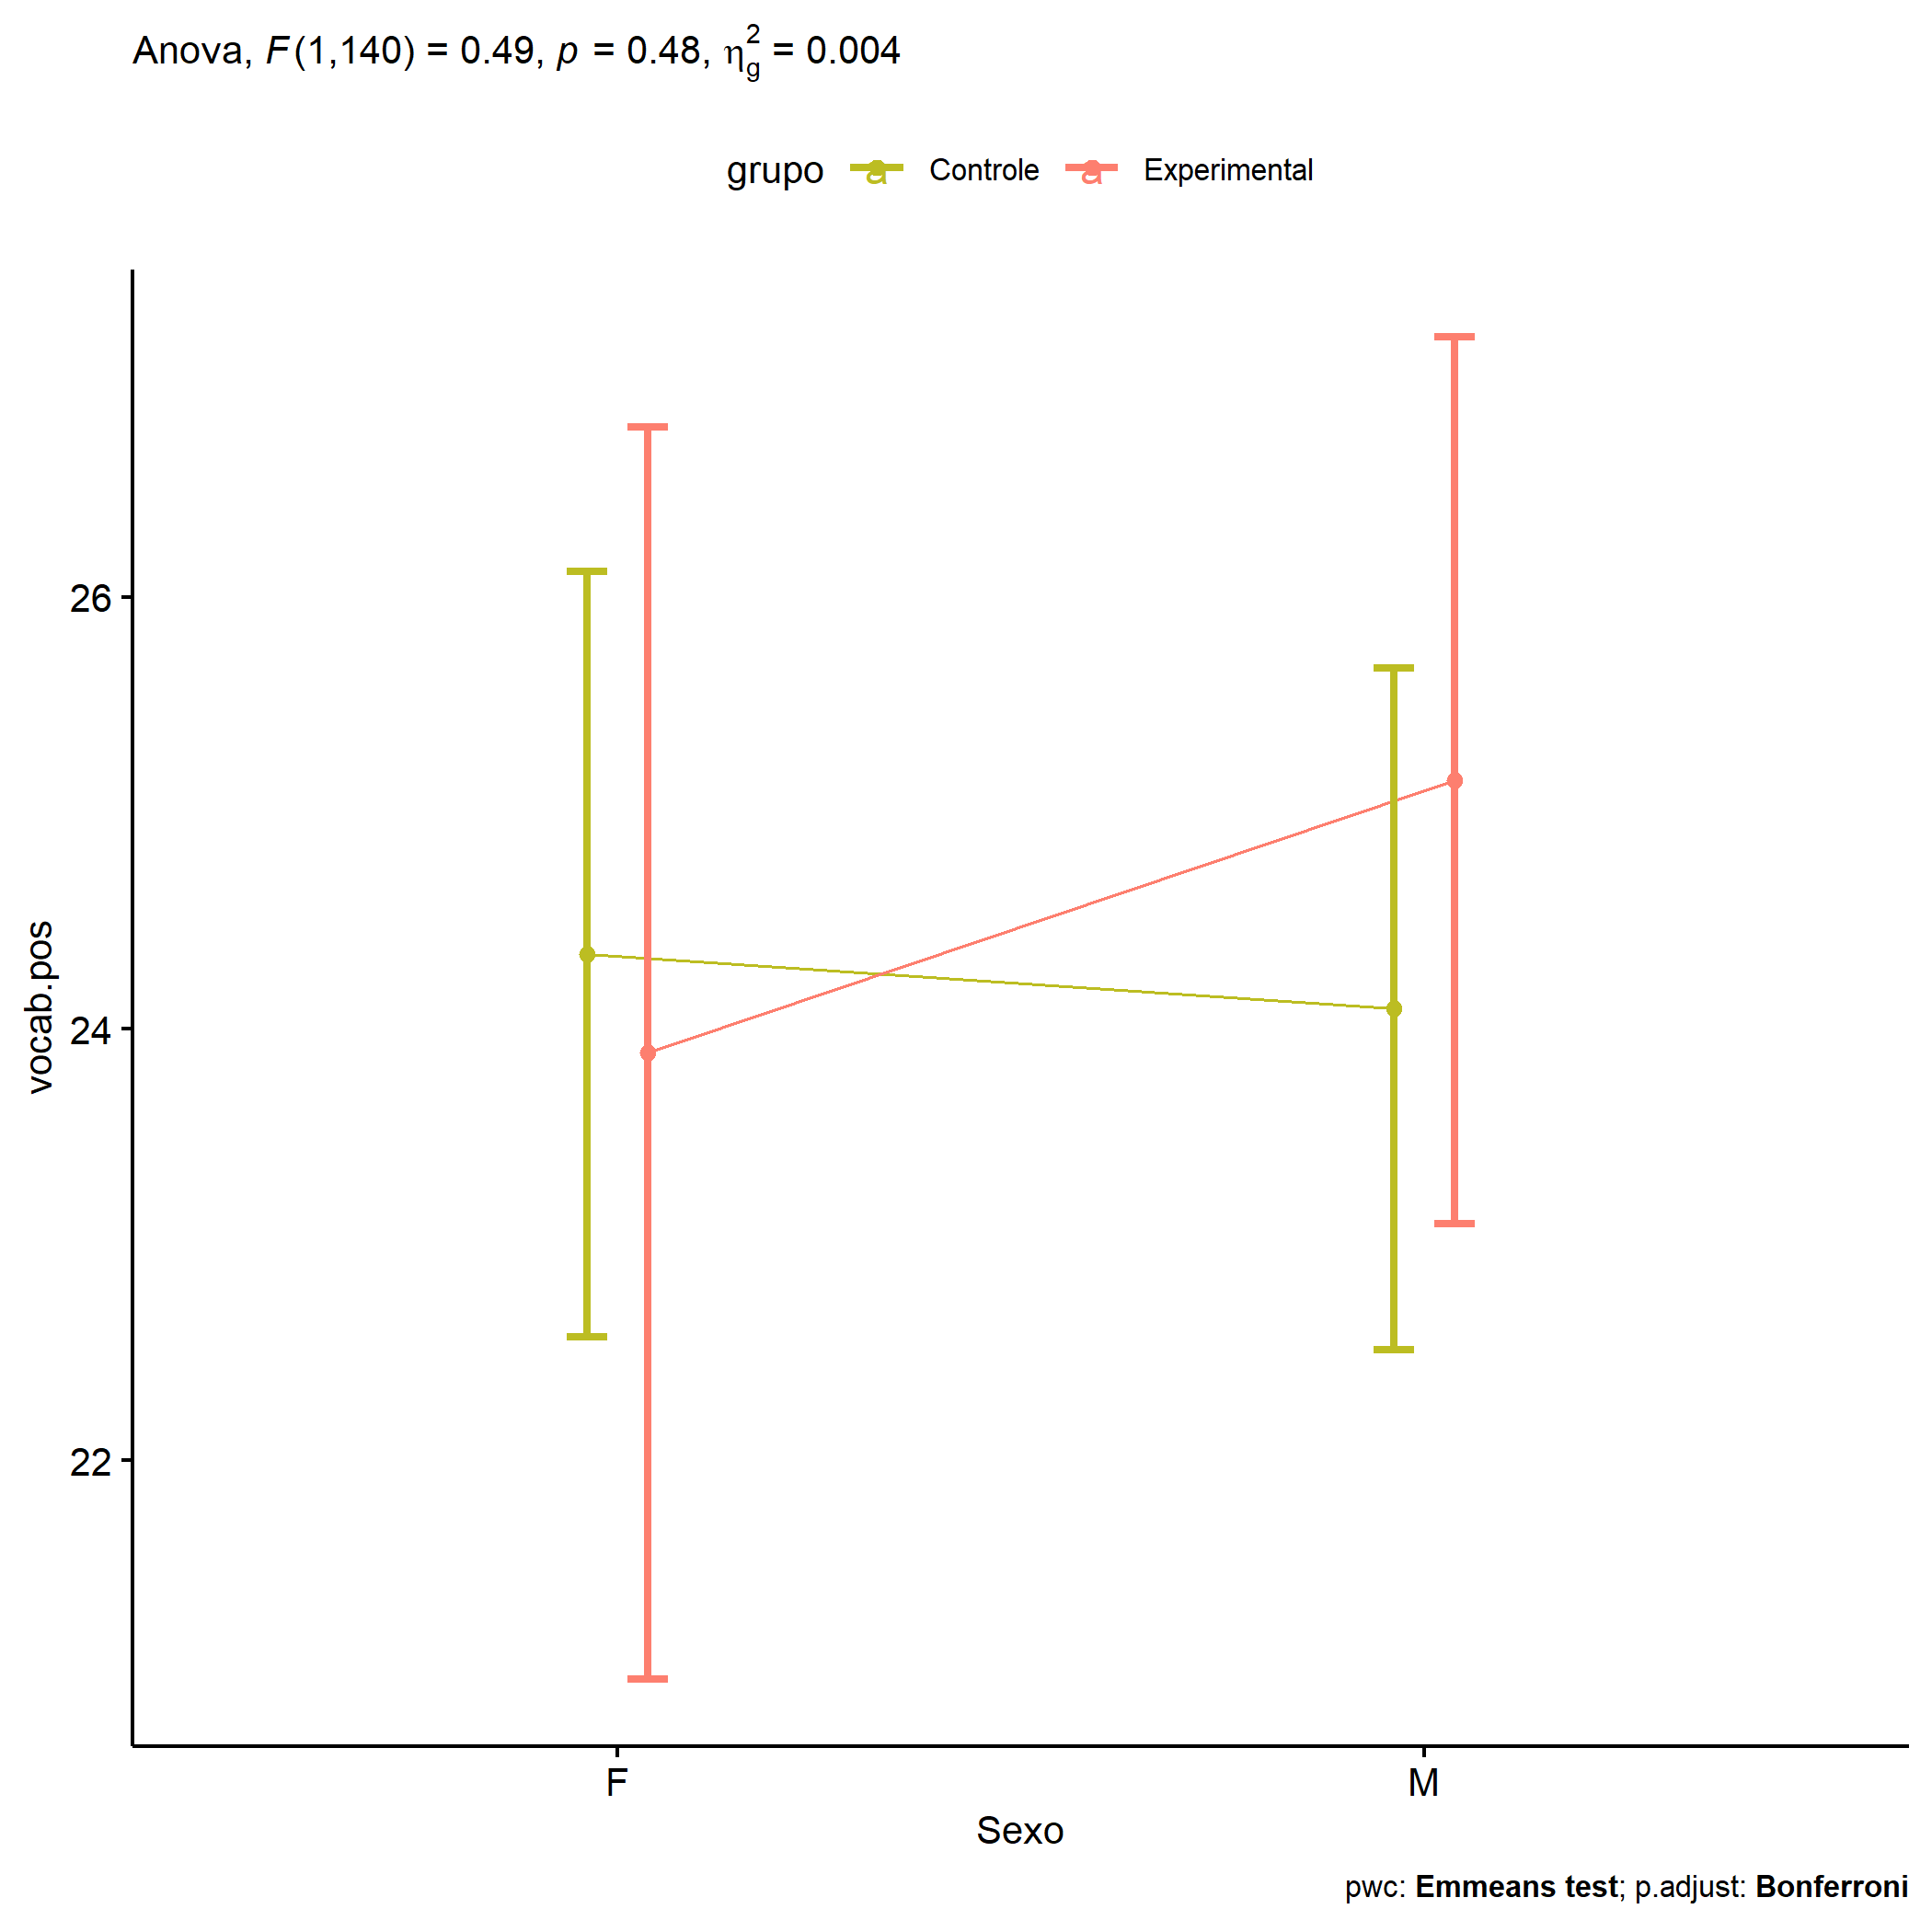 Anova, F(1,140) = 0.49, p = 0.48, η²g = 0.004
grupo a Controle a Experimental
26
24
22
vocab.pos
F M
Sexo
pwc: Emmeans test; p.adjust: Bonferroni